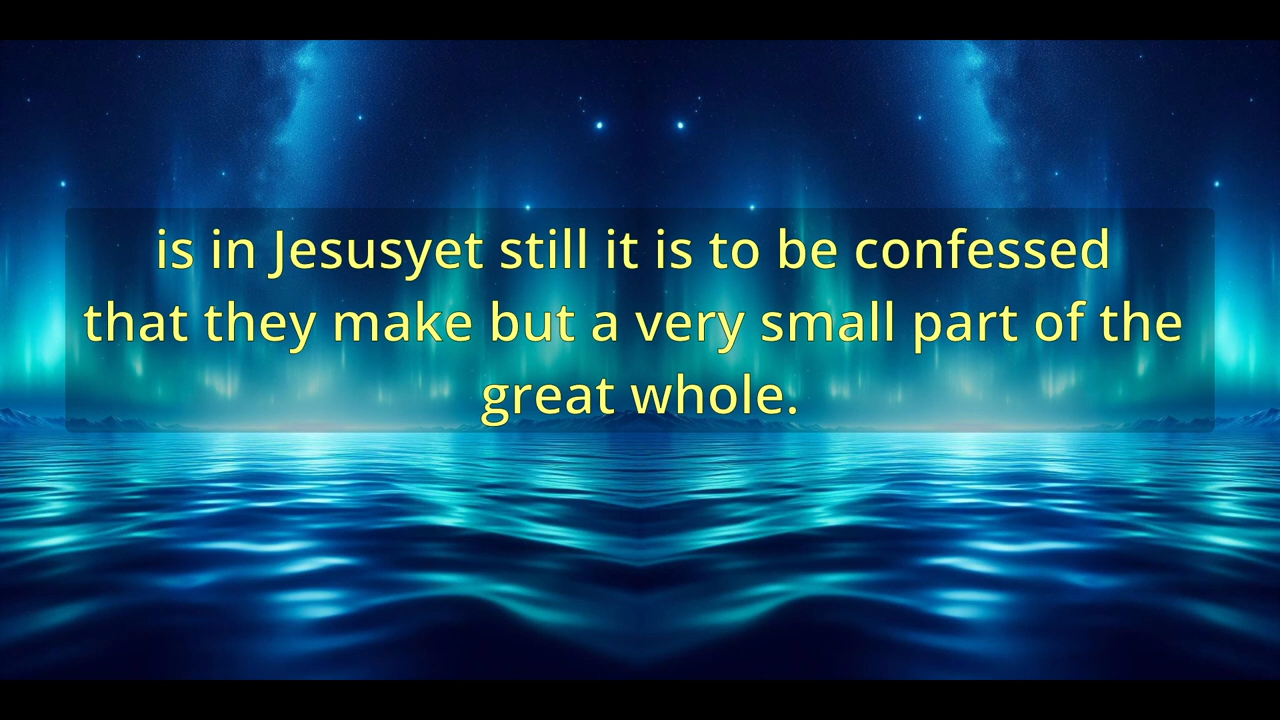 is in Jesusyet still it is to be confessed
that they make but a very small part of the
great whole.